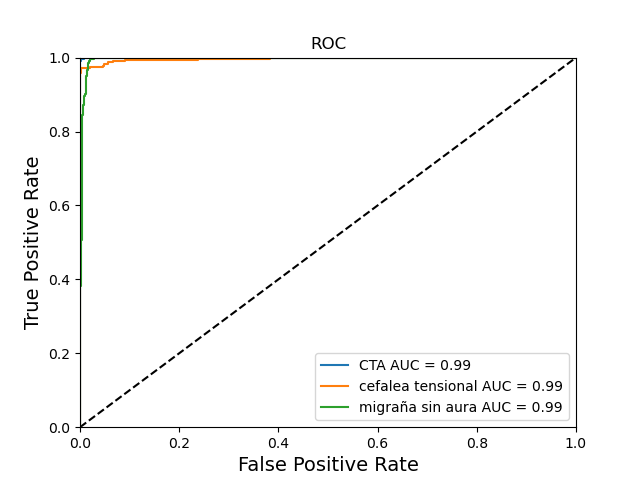 ROC
True Positive Rate
1.0
0.8
0.6
0.4
0.2
0.0
CTA AUC = 0.99
cefalea tensional AUC = 0.99
migraña sin aura AUC = 0.99
0.0 0.2 0.4 0.6 0.8 1.0
False Positive Rate